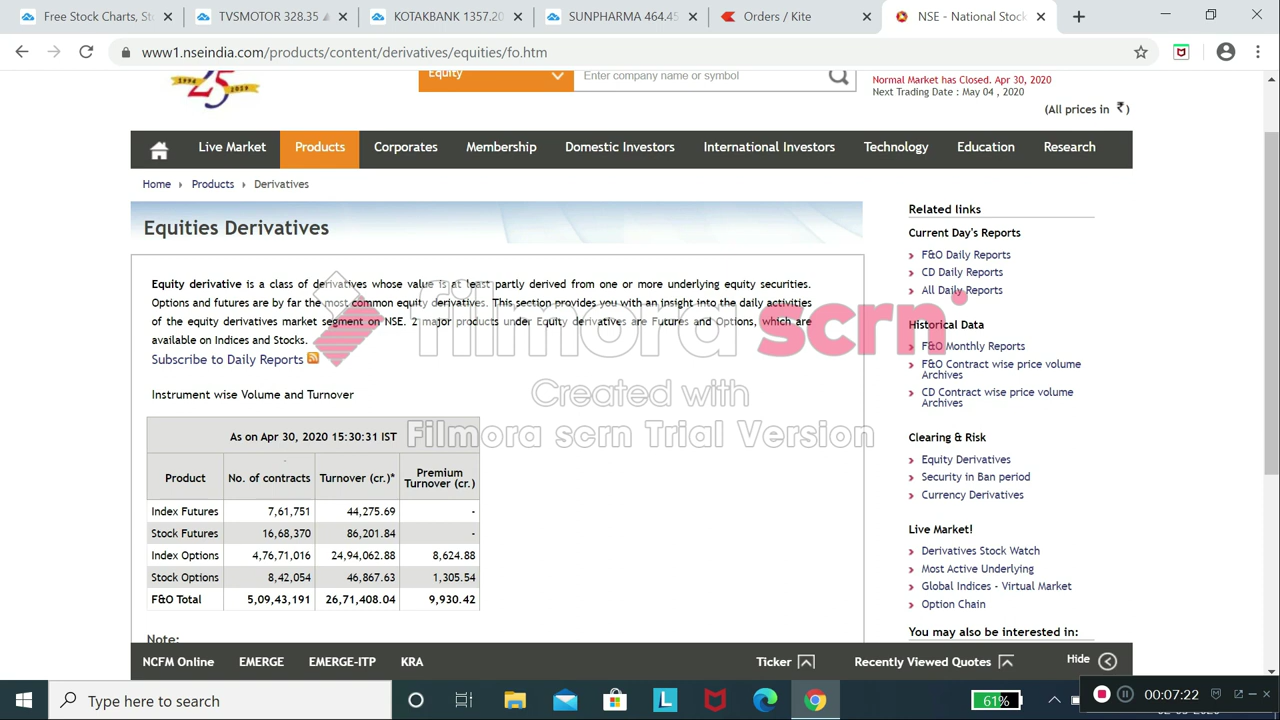 Free Stock Charts, St
TVSMOTOR 328.35
KOTAKBANK 1357.20
SUNPHARMA 464.45
Orders / Kite
NSE - National Stock
www1.nseindia.com/products/content/derivatives/equities/fo.htm
Equity
Enter company name or symbol
Normal Market has Closed. Apr 30, 2020
Next Trading Date : May 04 , 2020
(All prices in ₹)
Live Market
Products
Corporates
Membership
Domestic Investors
International Investors
Technology
Education
Research
Home
Products
Derivatives
Equities Derivatives
Equity derivative is a class of derivatives whose value is at least partly derived from one or more underlying equity securities.
Options and futures are by far the most common equity derivatives. This section provides you with an insight into the daily activities
of the equity derivatives market segment on NSE. 2 major products under Equity derivatives are Futures and Options, which are
available on Indices and Stocks.
Subscribe to Daily Reports
Instrument wise Volume and Turnover
As on Apr 30, 2020 15:30:31 IST
Product No. of contracts Turnover (cr.)* Premium Turnover (cr.)
Index Futures 7,61,751 44,275.69 -
Stock Futures 16,68,370 86,201.84 -
Index Options 4,76,71,016 24,94,062.88 8,624.88
Stock Options 8,42,054 46,867.63 1,305.54
F&O Total 5,09,43,191 26,71,408.04 9,930.42
Note:
Related links
Current Day's Reports
F&O Daily Reports
CD Daily Reports
All Daily Reports
Historical Data
F&O Monthly Reports
F&O Contract wise price volume
Archives
CD Contract wise price volume
Archives
Clearing & Risk
Equity Derivatives
Security in Ban period
Currency Derivatives
Live Market!
Derivatives Stock Watch
Most Active Underlying
Global Indices - Virtual Market
Option Chain
You may also be interested in:
filmora scrn
Created with
Filmora scrn Trial Version
NCFM Online
EMERGE
EMERGE-ITP
KRA
Ticker
Recently Viewed Quotes
Hide
Type here to search
61%
00:07:22